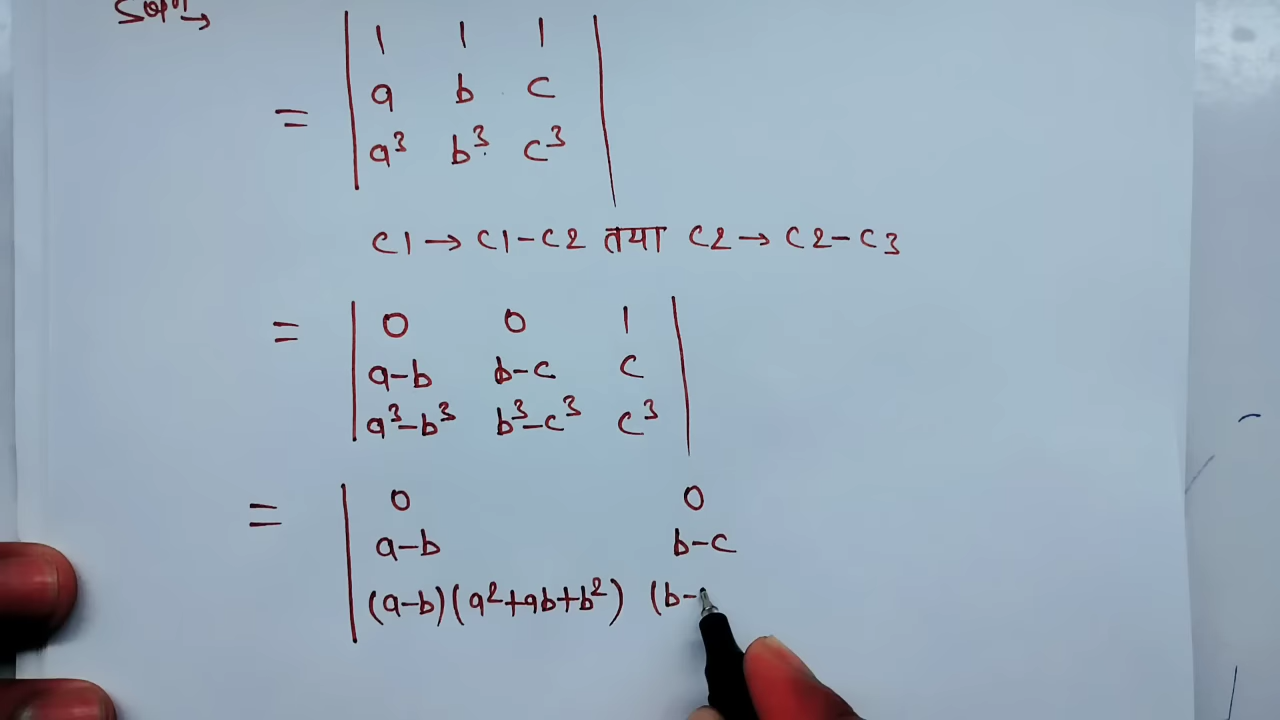 Soln→
1 1 1
a b c
= a³ b³ c³
C1→C1-C2 तथा C2→C2-C3
0 0 1
= a-b b-c c
a³-b³ b³-c³ c³
0 0
= a-b b-c
(a-b)(a²+ab+b²) (b-